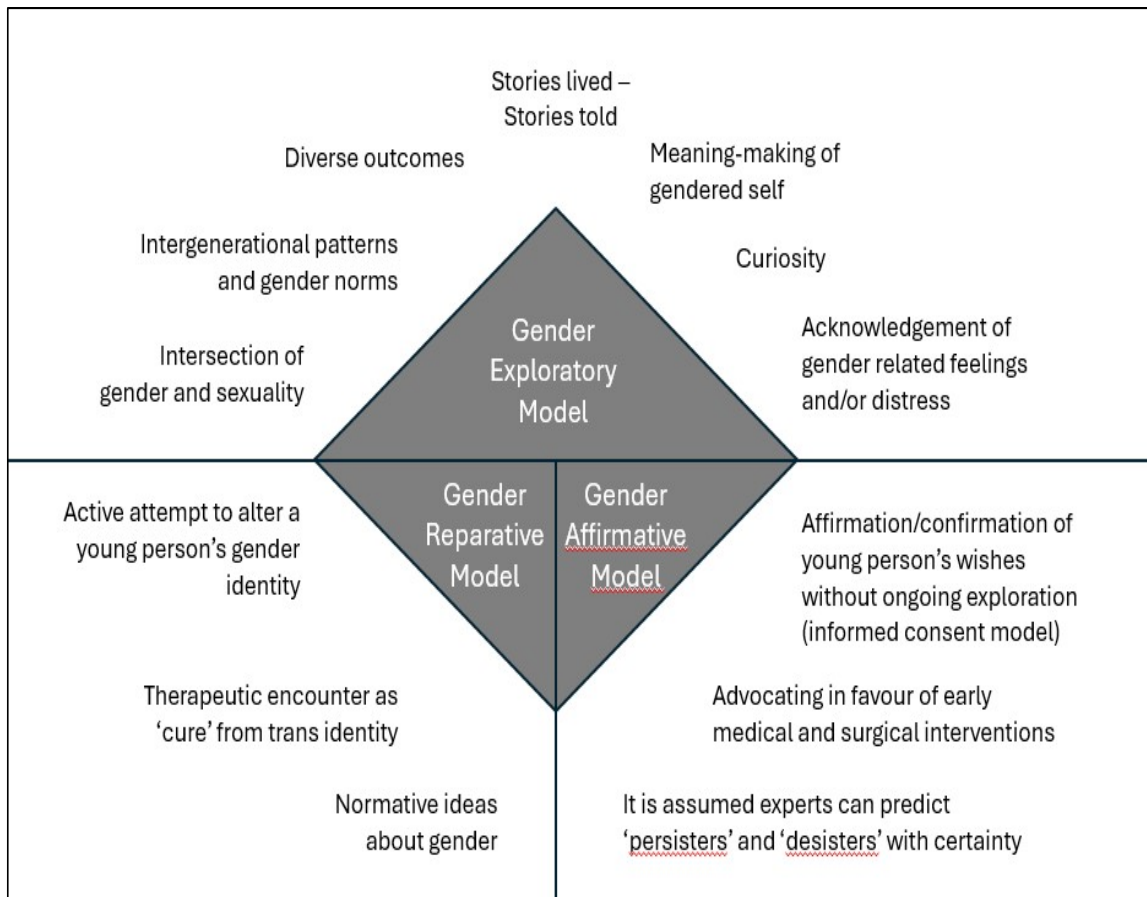 Stories lived –
Stories told
Diverse outcomes
Meaning-making of
gendered self
Intergenerational patterns
and gender norms
Curiosity
Intersection of
gender and sexuality
Gender
Exploratory
Model
Acknowledgement of
gender related feelings
and/or distress
Active attempt to alter a
young person’s gender
identity
Gender
Reparative
Model
Gender
Affirmative
Model
Affirmation/confirmation of
young person’s wishes
without ongoing exploration
(informed consent model)
Therapeutic encounter as
‘cure’ from trans identity
Advocating in favour of early
medical and surgical interventions
Normative ideas
about gender
It is assumed experts can predict
‘persisters’ and ‘desisters’ with certainty